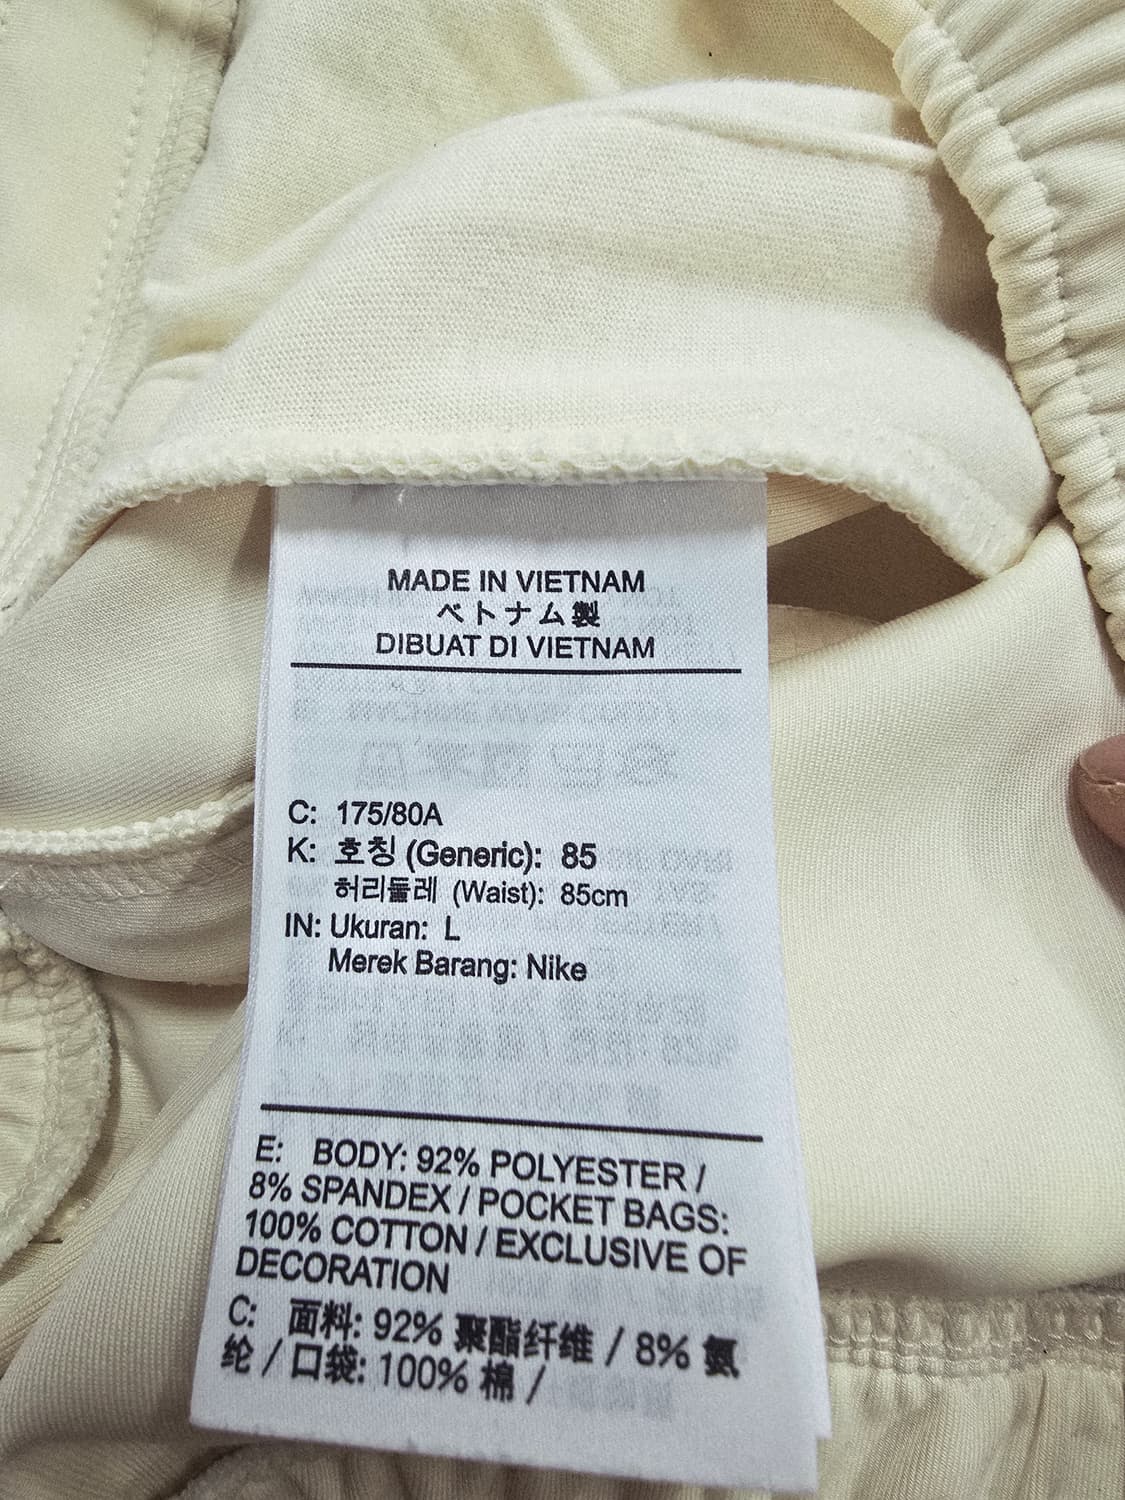 MADE IN VIETNAM
ベトナム製
DIBUAT DI VIETNAM
C: 175/80A
K: 호칭 (Generic): 85
허리둘레 (Waist): 85cm
IN: Ukuran: L
Merek Barang: Nike
E: BODY: 92% POLYESTER /
8% SPANDEX / POCKET BAGS:
100% COTTON / EXCLUSIVE OF
DECORATION
C: 面料: 92% 聚酯纤维 / 8% 氨
纶 / 口袋: 100% 棉 /